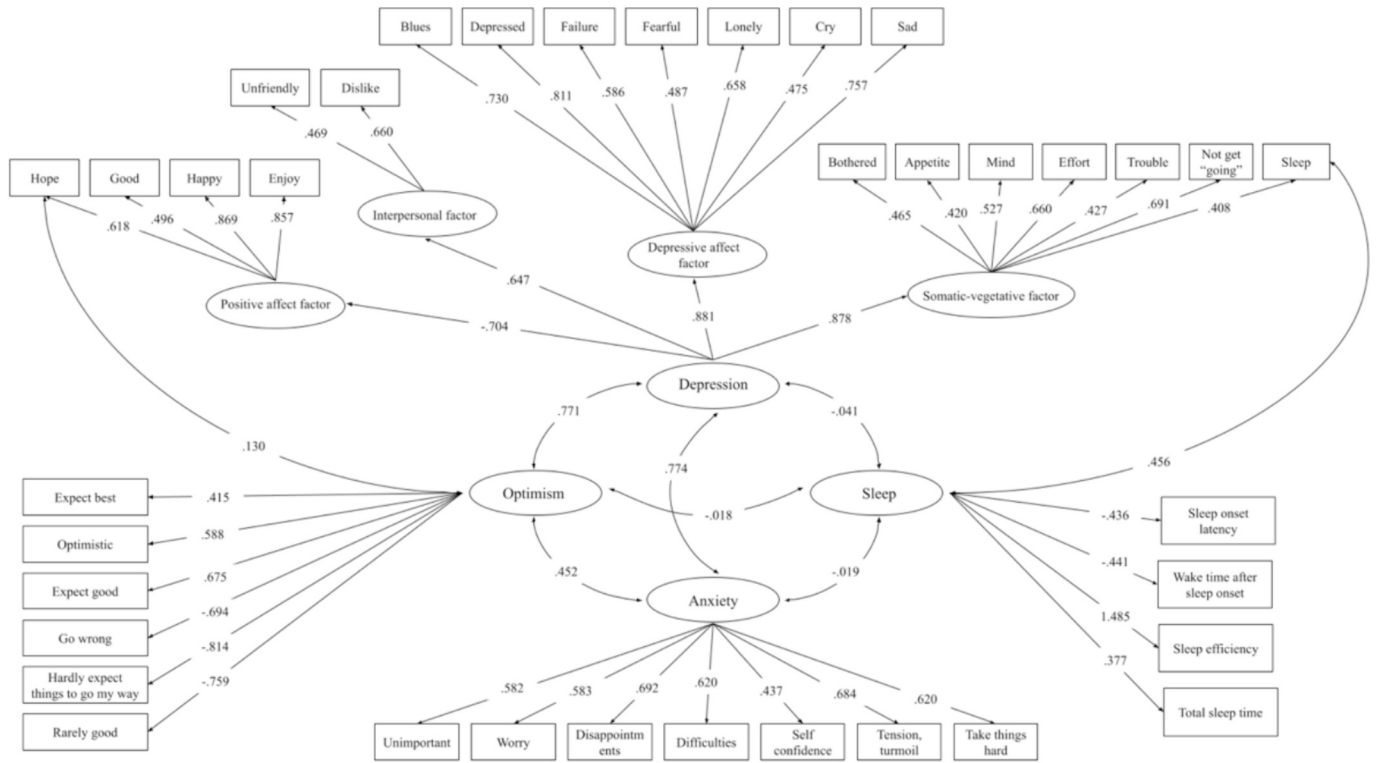 Blues
Depressed
Failure
Fearful
Lonely
Cry
Sad
Unfriendly
Dislike
.730
.811
.586
.487
.658
.475
.757
.469
.660
Hope
Good
Happy
Enjoy
Bothered
Appetite
Mind
Effort
Trouble
Not get
“going”
Sleep
.618
.496
.869
.857
Interpersonal factor
.465
.420
.527
.660
.427
.691
.408
Depressive affect
factor
Positive affect factor
Somatic-vegetative factor
.647
-.704
.881
.878
Depression
.771
-.041
.130
.774
.456
Optimism
Sleep
-.018
.452
-.019
Anxiety
Expect best
.415
Optimistic
.588
Expect good
.675
Go wrong
-.694
Hardly expect
things to go my way
-.814
Rarely good
-.759
-.436
Sleep onset
latency
-.441
Wake time after
sleep onset
1.485
Sleep efficiency
.377
Total sleep time
.582
.583
.692
.620
.437
.684
.620
Unimportant
Worry
Disappointm
ents
Difficulties
Self
confidence
Tension,
turmoil
Take things
hard